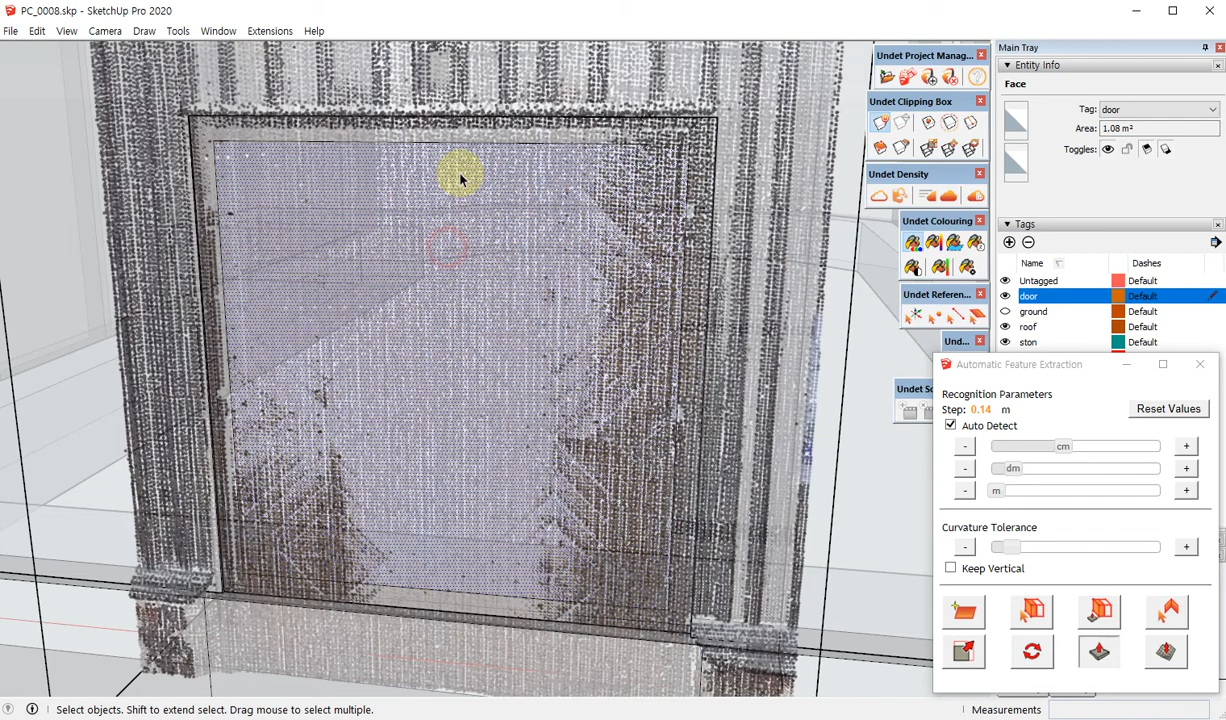 PC_0008.skp - SketchUp Pro 2020
File Edit View Camera Draw Tools Window Extensions Help
Undet Project Manag...
Undet Clipping Box
Undet Density
Undet Colouring
Undet Referen...
Und...
Undet So
Main Tray
Entity Info
Face
Tag: door
Area: 1.08 m²
Toggles:
Tags
Name Dashes
Untagged Default
door Default
ground Default
roof Default
ston Default
Automatic Feature Extraction
Recognition Parameters
Step: 0.14 m
Reset Values
Auto Detect
- cm +
- dm +
- m +
Curvature Tolerance
- +
Keep Vertical
Select objects. Shift to extend select. Drag mouse to select multiple.
Measurements